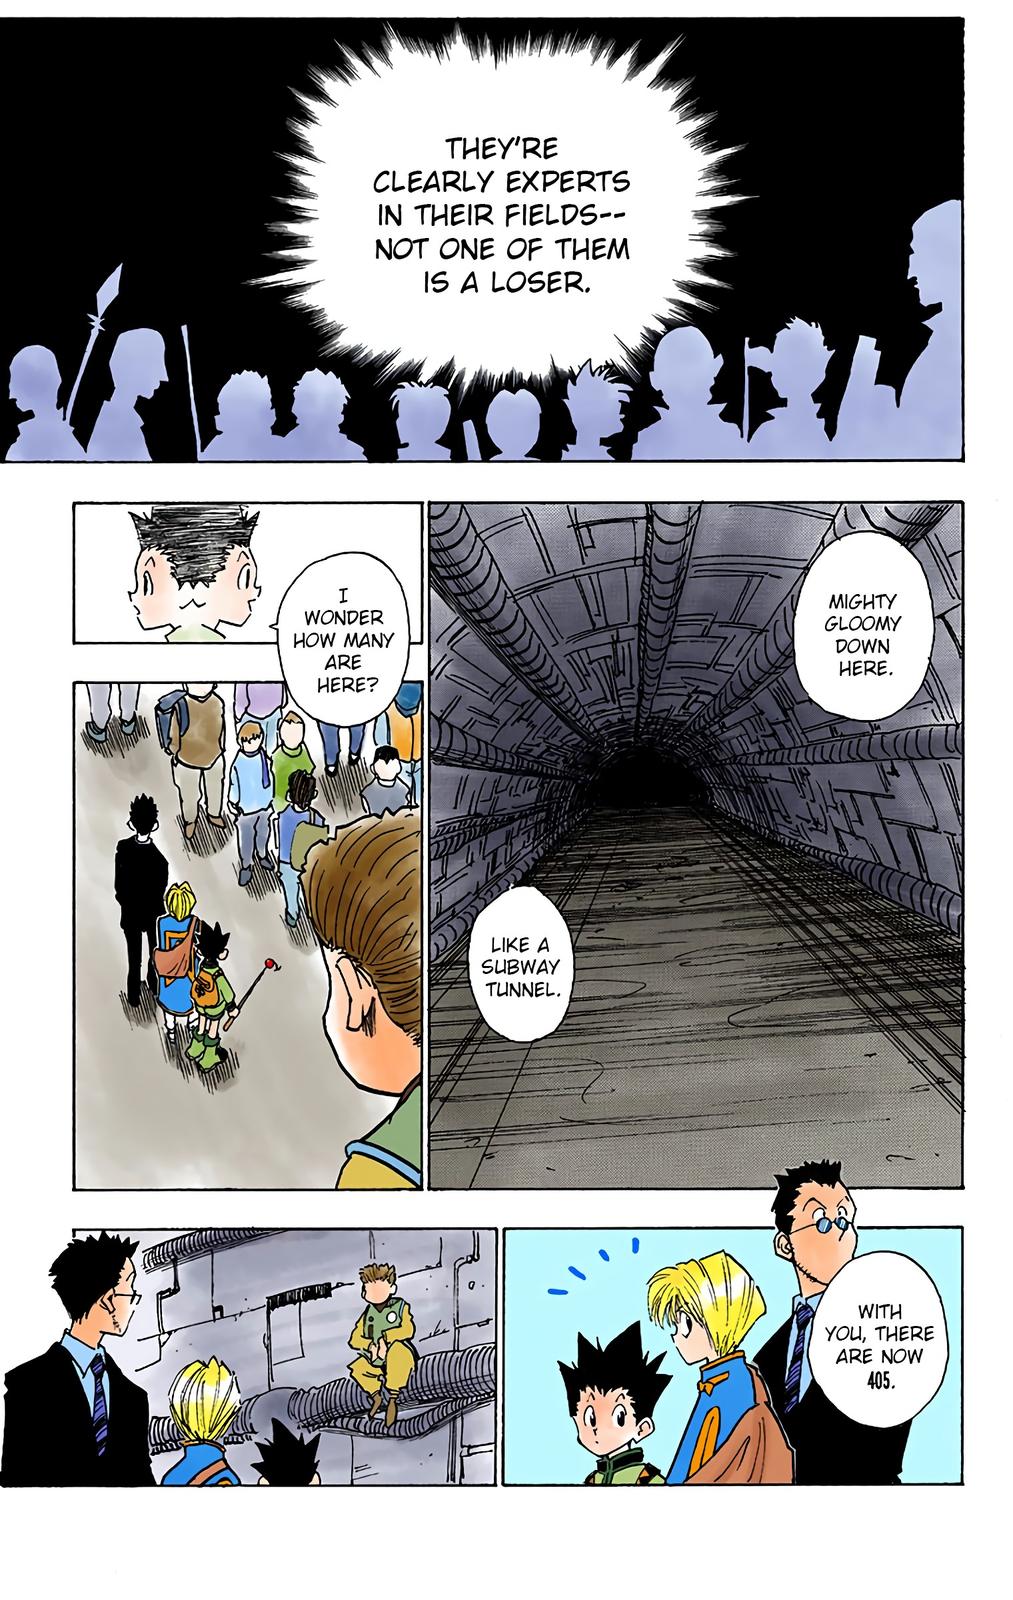 THEY'RE
CLEARLY EXPERTS
IN THEIR FIELDS--
NOT ONE OF THEM
IS A LOSER.
MIGHTY
GLOOMY
DOWN
HERE.
LIKE A
SUBWAY
TUNNEL.
I
WONDER
HOW MANY
ARE
HERE?
WITH
YOU, THERE
ARE NOW
405.